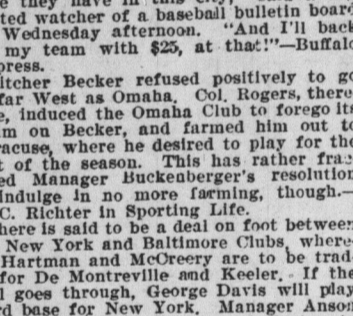 they have in this city,
ted watcher of a baseball bulletin board
Wednesday afternoon. "And I'll back
my team with $25, at that!"—Buffalo
press.
itcher Becker refused positively to go
far West as Omaha. Col. Rogers, there
e, induced the Omaha Club to forego its
im on Becker, and farmed him out to
racuse, where he desired to play for the
t of the season. This has rather frac
ed Manager Buckenberger's resolution
indulge in no more farming, though.—
C. Richter in Sporting Life.
here is said to be a deal on foot between
New York and Baltimore Clubs, where
Hartman and McCreery are to be trad
for De Montreville and Keeler. If the
l goes through, George Davis will play
rd base for New York. Manager Anson